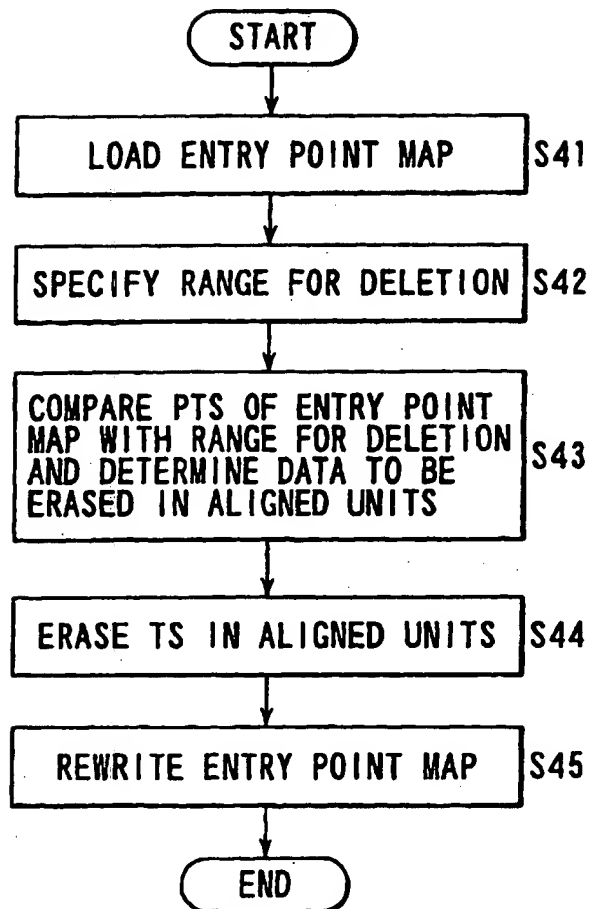 START
LOAD ENTRY POINT MAP S41
SPECIFY RANGE FOR DELETION S42
COMPARE PTS OF ENTRY POINT
MAP WITH RANGE FOR DELETION
AND DETERMINE DATA TO BE
ERASED IN ALIGNED UNITS
S43
ERASE TS IN ALIGNED UNITS S44
REWRITE ENTRY POINT MAP S45
END